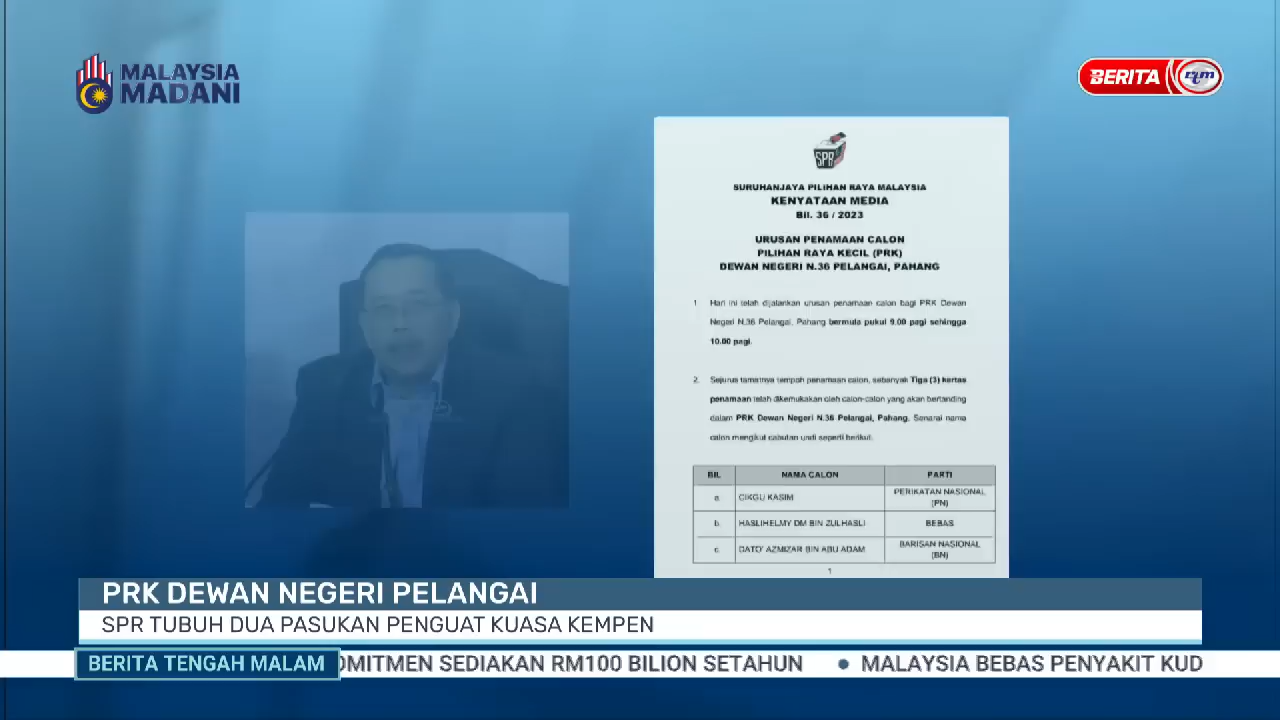 MALAYSIA
MADANI
BERITA rtm
SPR
SURUHANJAYA PILIHAN RAYA MALAYSIA
KENYATAAN MEDIA
Bil. 36 / 2023
URUSAN PENAMAAN CALON
PILIHAN RAYA KECIL (PRK)
DEWAN NEGERI N.36 PELANGAI, PAHANG
1 Hari ini telah dijalankan urusan penamaan calon bagi PRK Dewan
Negeri N.36 Pelangai, Pahang bermula pukul 9.00 pagi sehingga
10.00 pagi.
2. Sejurus tamatnya tempoh penamaan calon, sebanyak Tiga (3) kertas
penamaan telah dikemukakan oleh calon-calon yang akan bertanding
dalam PRK Dewan Negeri N.36 Pelangai, Pahang. Senarai nama
calon mengikut cabutan undi seperti berikut:
BIL NAMA CALON PARTI
a. CIKGU KASIM PERIKATAN NASIONAL
(PN)
b. HASLIHELMY DM BIN ZULHASLI BEBAS
c. DATO' AZMIZAR BIN ABU ADAM BARISAN NASIONAL
(BN)
1
PRK DEWAN NEGERI PELANGAI
SPR TUBUH DUA PASUKAN PENGUAT KUASA KEMPEN
BERITA TENGAH MALAM OMITMEN SEDIAKAN RM100 BILION SETAHUN • MALAYSIA BEBAS PENYAKIT KUD